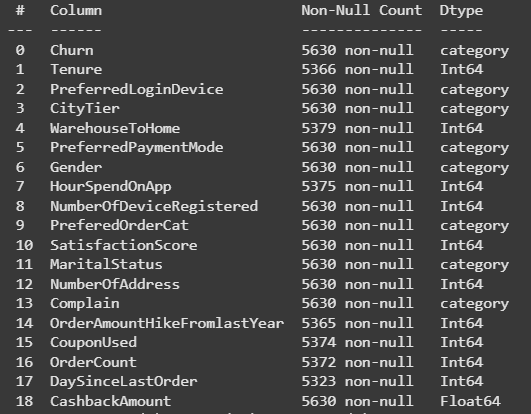 #   Column                       Non-Null Count  Dtype
---  ------                       --------------  -----
0   Churn                        5630 non-null   category
1   Tenure                       5366 non-null   Int64
2   PreferredLoginDevice         5630 non-null   category
3   CityTier                     5630 non-null   category
4   WarehouseToHome              5379 non-null   Int64
5   PreferredPaymentMode         5630 non-null   category
6   Gender                       5630 non-null   category
7   HourSpendOnApp               5375 non-null   Int64
8   NumberOfDeviceRegistered     5630 non-null   Int64
9   PreferedOrderCat             5630 non-null   category
10  SatisfactionScore            5630 non-null   Int64
11  MaritalStatus                5630 non-null   category
12  NumberOfAddress              5630 non-null   Int64
13  Complain                     5630 non-null   category
14  OrderAmountHikeFromlastYear  5365 non-null   Int64
15  CouponUsed                   5374 non-null   Int64
16  OrderCount                   5372 non-null   Int64
17  DaySinceLastOrder            5323 non-null   Int64
18  CashbackAmount               5630 non-null   Float64